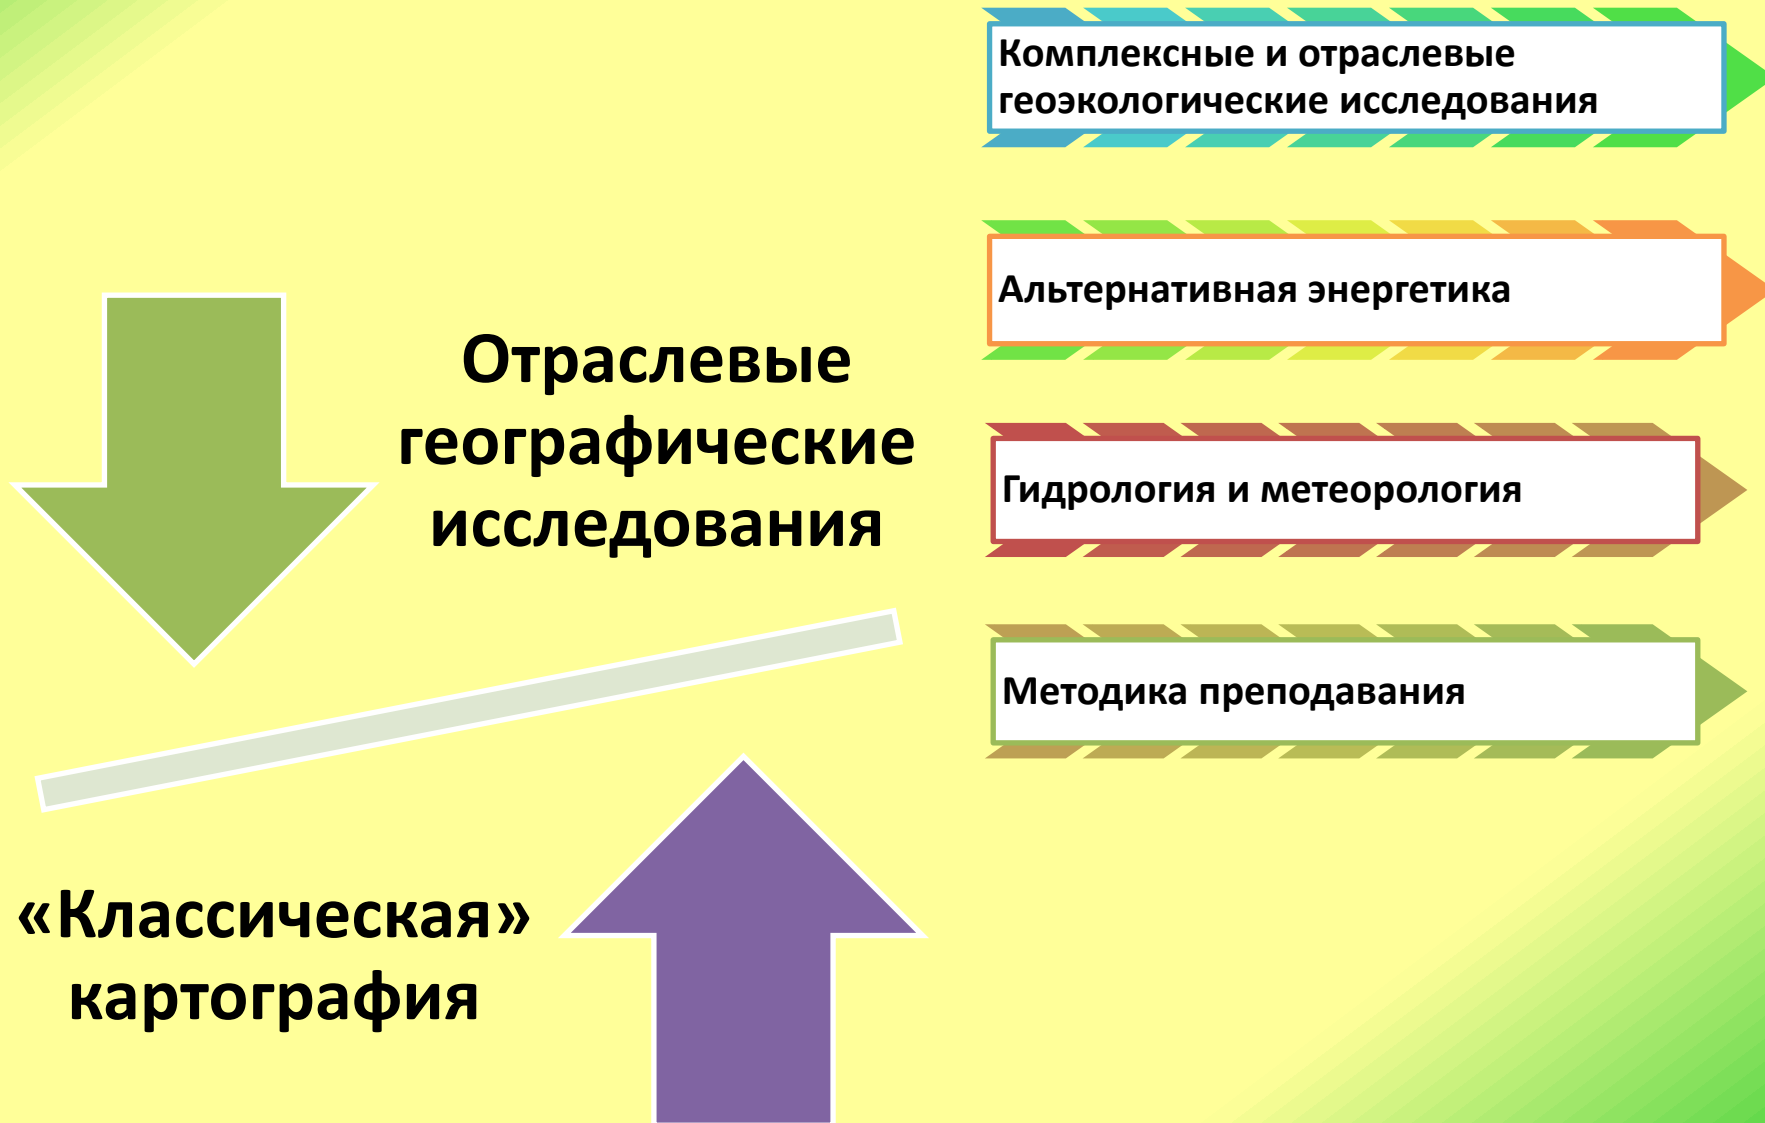 Отраслевые
географические
исследования
«Классическая»
картография
Комплексные и отраслевые
геоэкологические исследования
Альтернативная энергетика
Гидрология и метеорология
Методика преподавания